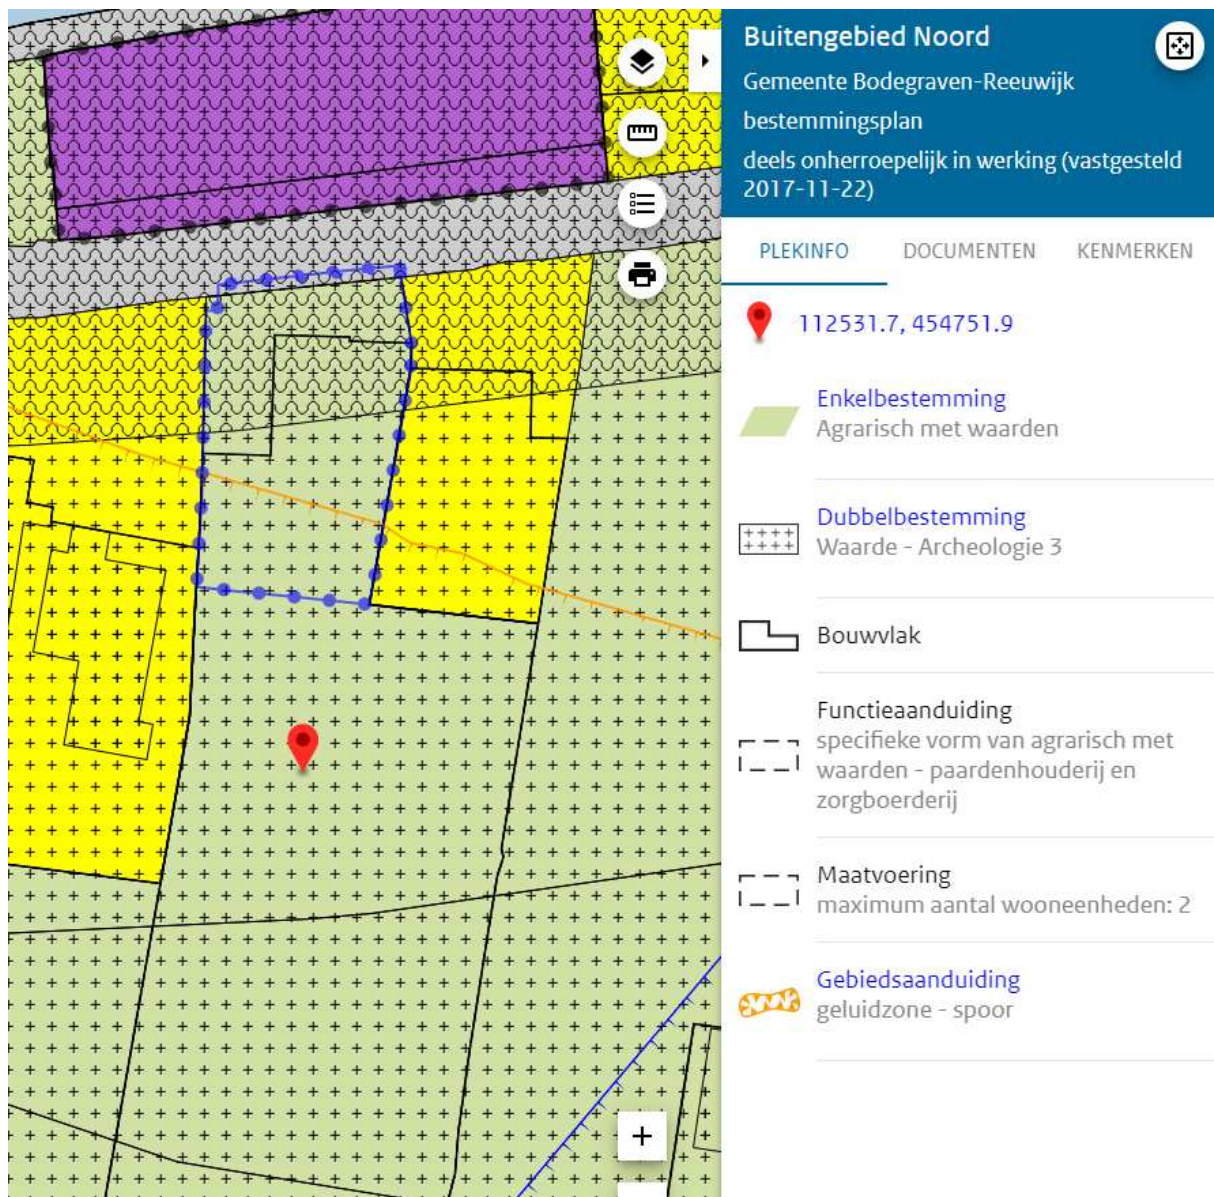 Buitengebied Noord
Gemeente Bodegraven-Reeuwijk
bestemmingsplan
deels onherroepelijk in werking (vastgesteld
2017-11-22)
PLEKINFO DOCUMENTEN KENMERKEN
112531.7, 454751.9
Enkelbestemming
Agrarisch met waarden
Dubbelbestemming
Waarde - Archeologie 3
Bouwvlak
Functieaanduiding
specifieke vorm van agrarisch met
waarden - paardenhouderij en
zorgboerderij
Maatvoering
maximum aantal wooneenheden: 2
Gebiedsaanduiding
geluidzone - spoor